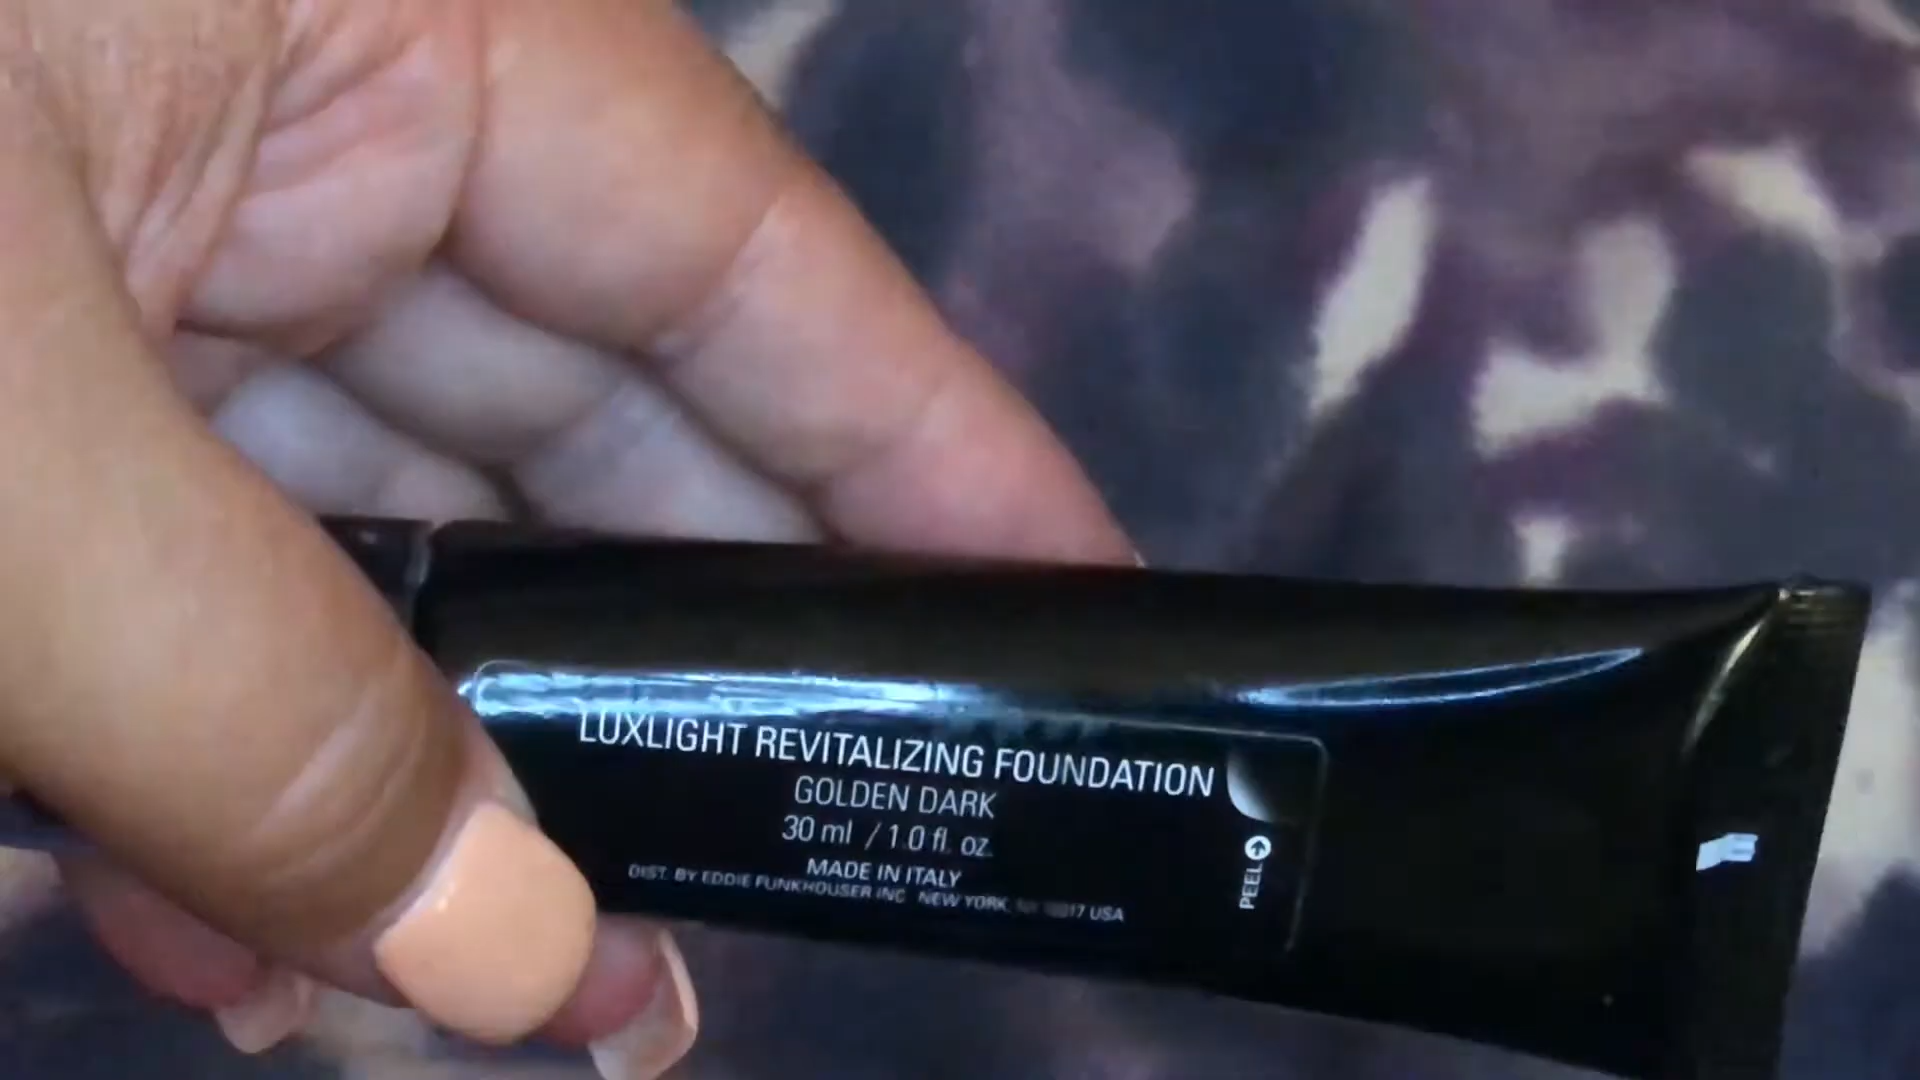 LUXLIGHT REVITALIZING FOUNDATION
GOLDEN DARK
30 ml / 1.0 fl. oz.
MADE IN ITALY
DIST. BY EDDIE FUNKHOUSER INC NEW YORK, USA
PEEL